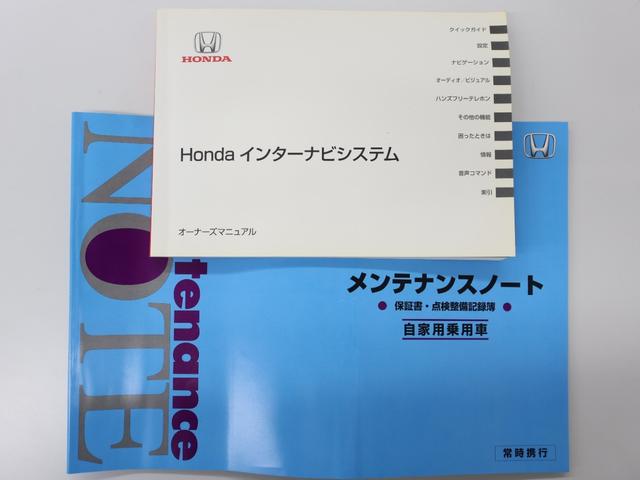 HONDA
クイックガイド
設定
ナビゲーション
オーディオ/ビジュアル
ハンズフリーテレホン
その他の機能
困ったときは
情報
音声コマンド
索引
Honda インターナビシステム
オーナーズマニュアル
NOTE
tenance
メンテナンスノート
● 保証書・点検整備記録簿 ●
自家用乗用車
常時携行